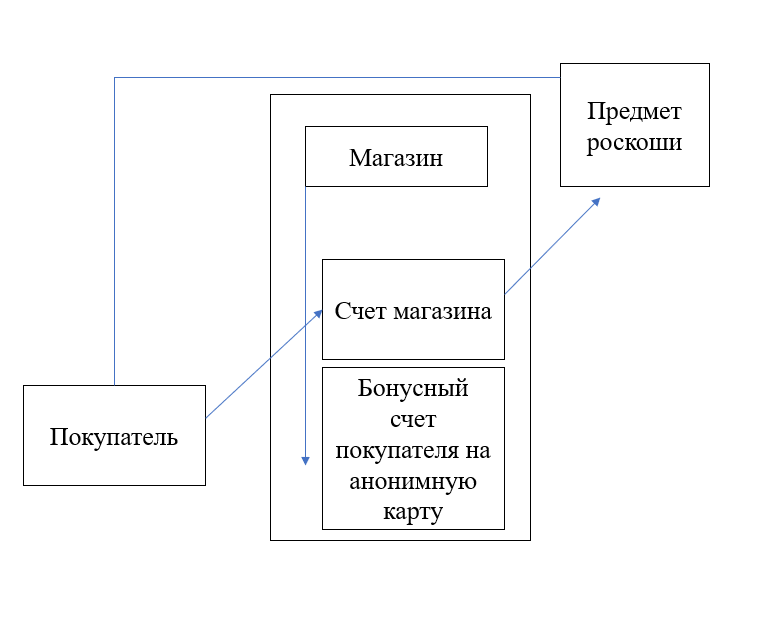 Предмет
роскоши
Магазин
Счет магазина
Бонусный
счет
покупателя на
анонимную
карту
Покупатель